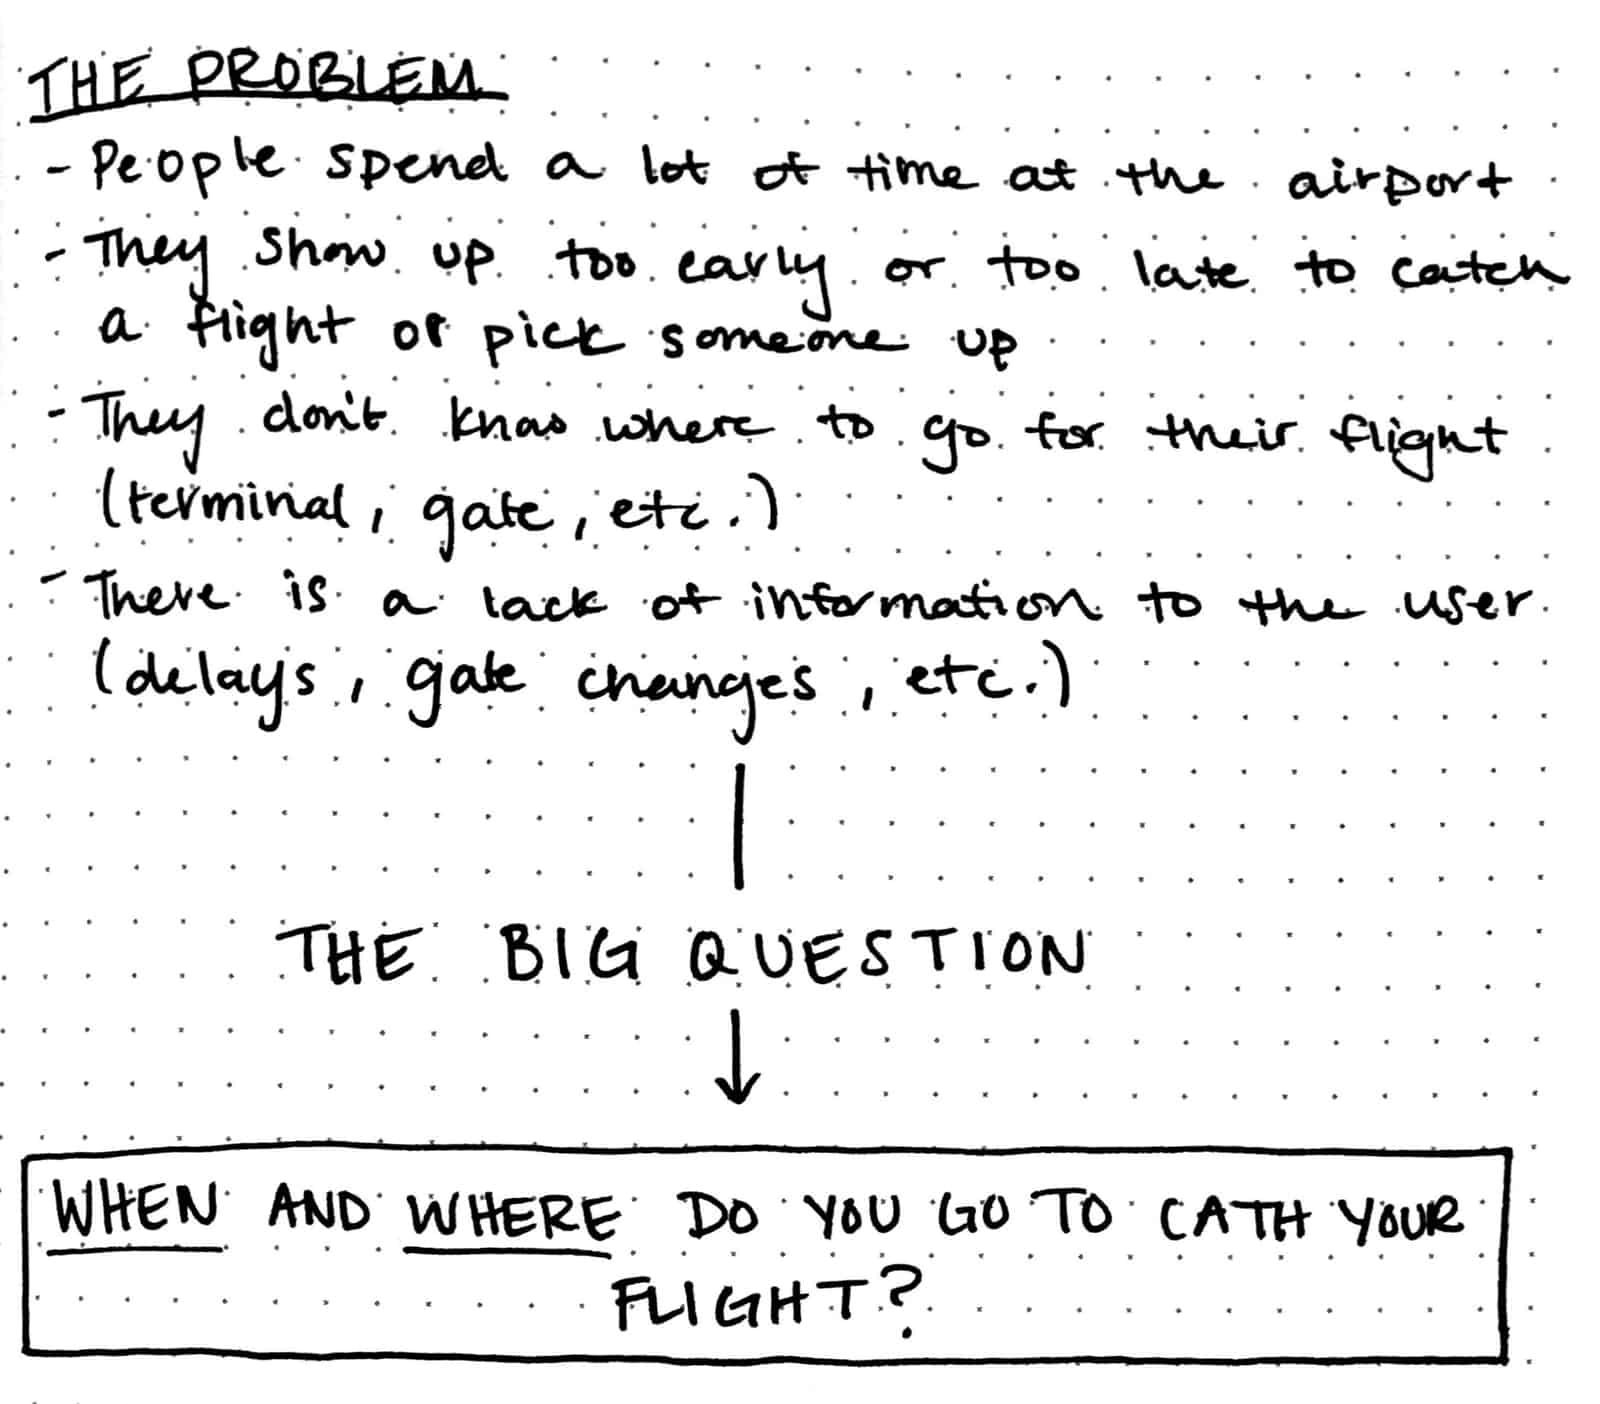 THE PROBLEM
- People spend a lot of time at the airport
- They show up too early or too late to catch
a flight or pick someone up
- They don't know where to go for their flight
(terminal, gate, etc.)
- There is a lack of information to the user
(delays, gate changes, etc.)
THE BIG QUESTION
WHEN AND WHERE DO YOU GO TO CATH YOUR
FLIGHT?